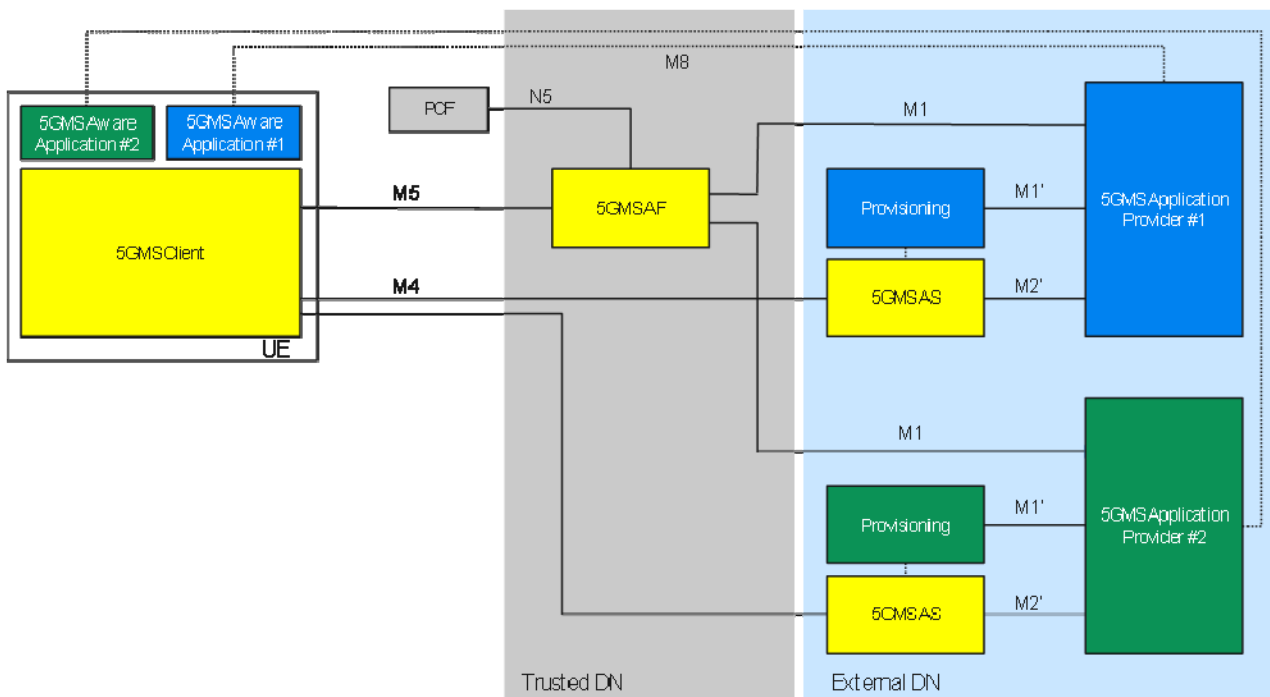 M8
N5
PCF
M1
5GMSAware
Application #2
5GMSAware
Application #1
M5
5GMSAF
Provisioning
M1'
5GMSApplication
Provider #1
5GMSClient
M4
5GMSAS
M2'
UE
M1
Provisioning
M1'
5GMSApplication
Provider #2
5GMSAS
M2'
Trusted DN
External DN